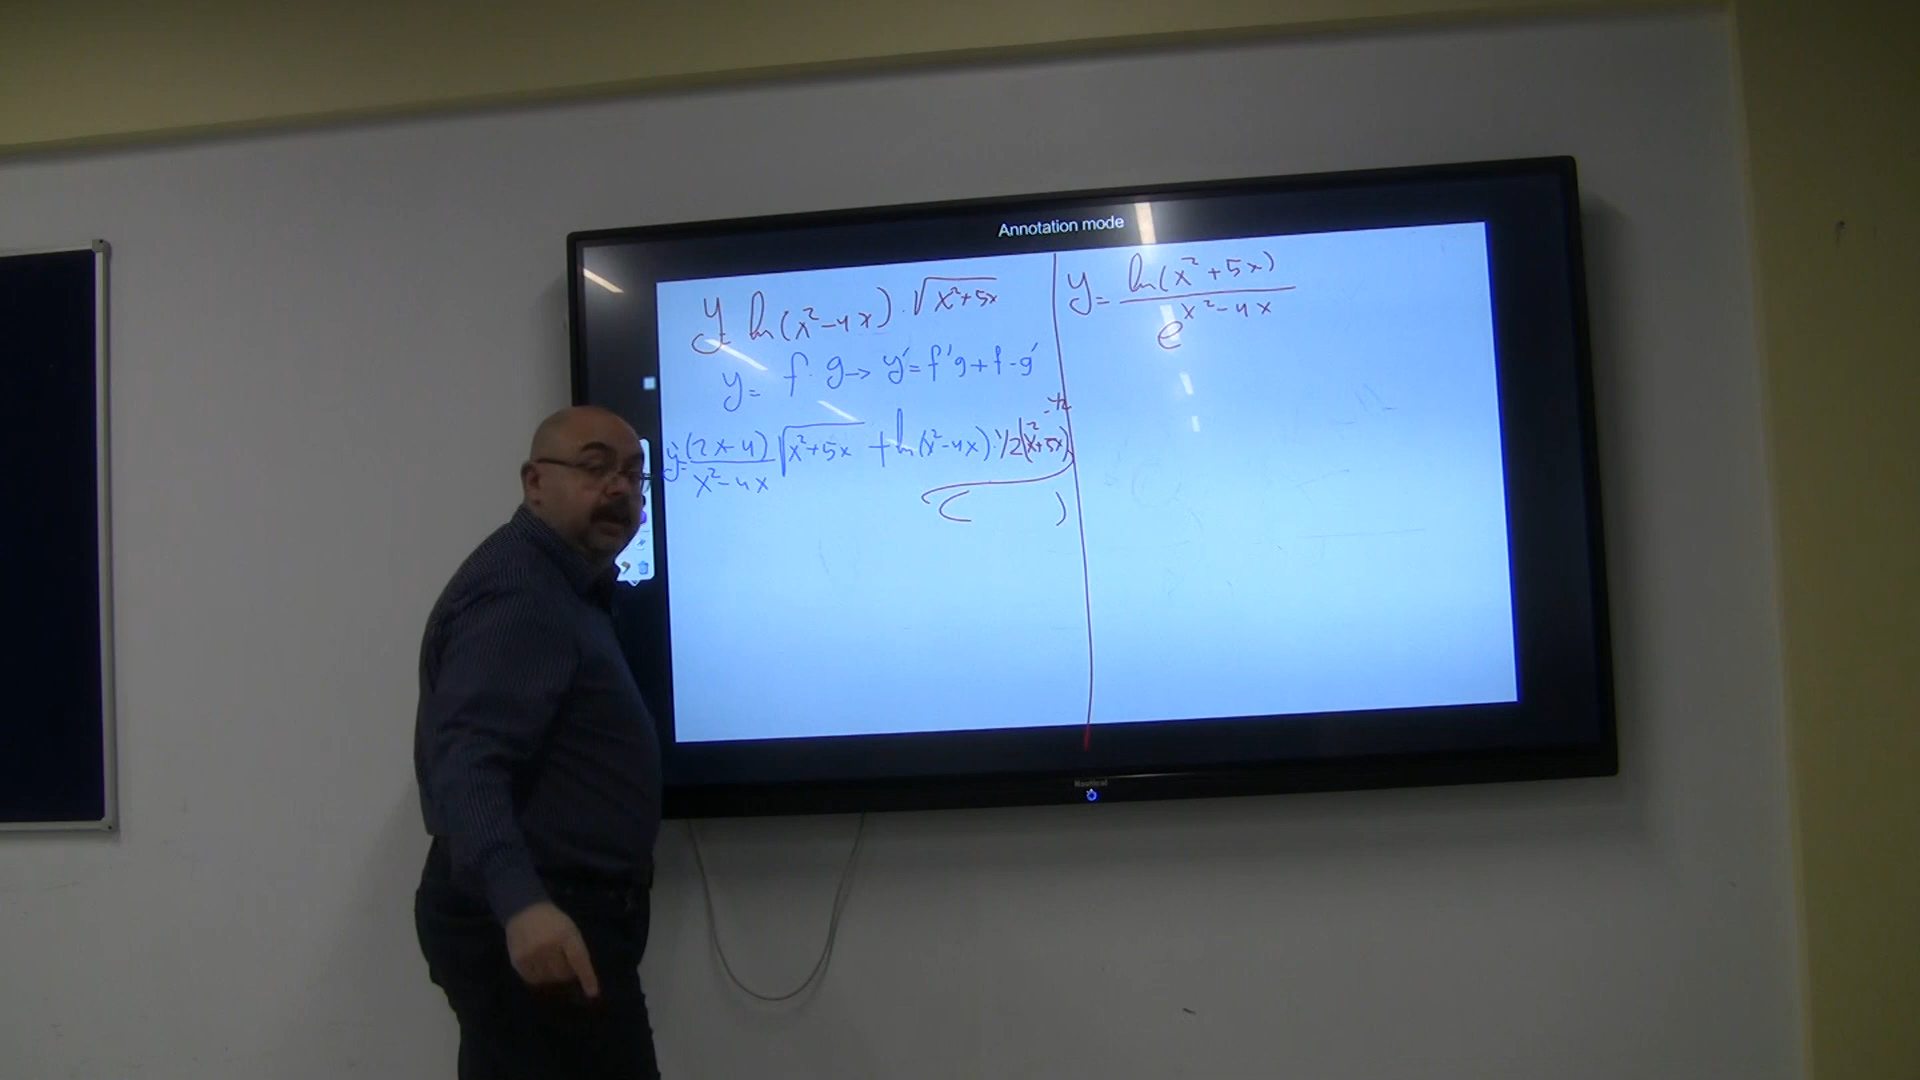 Annotation mode
y= ln(x²-4x)·√(x²+5x)
y= f·g → y'= f'g+f·g'
y'= (2x-4)/(x²-4x) √(x²+5x) + ln(x²-4x)·1/2(x²+5x)^(-1/2)
( )
y= ln(x²+5x)/e^(x²-4x)